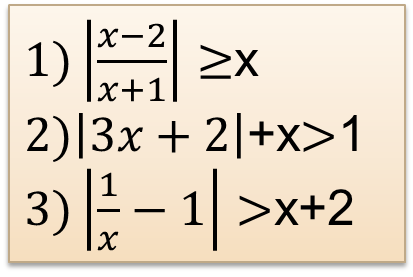 1) |x−2/x+1| ≥x
2)|3x + 2|+x>1
3) |1/x − 1| >x+2